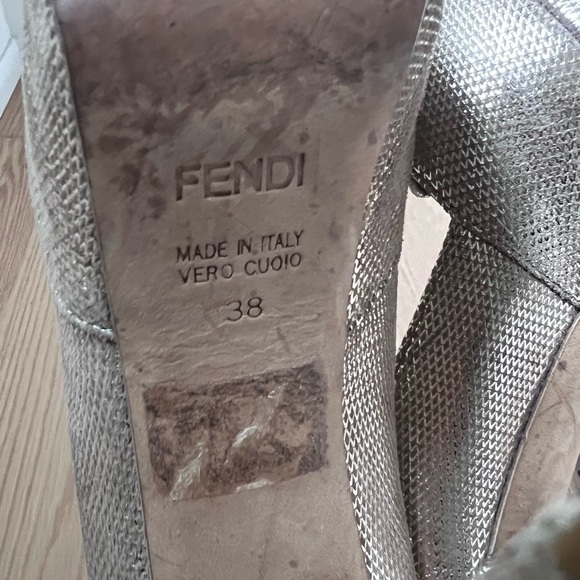 FENDI
MADE IN ITALY
VERO CUOIO
38